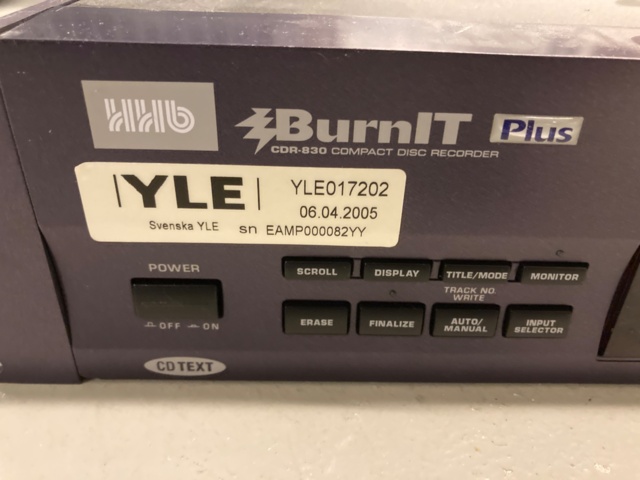 HHb
BurnIT Plus
CDR-830 COMPACT DISC RECORDER
YLE YLE017202
06.04.2005
Svenska YLE sn EAMP000082YY
POWER
OFF ON
SCROLL DISPLAY TITLE/MODE MONITOR
TRACK NO.
WRITE
ERASE FINALIZE AUTO/
MANUAL INPUT
SELECTOR
CD TEXT